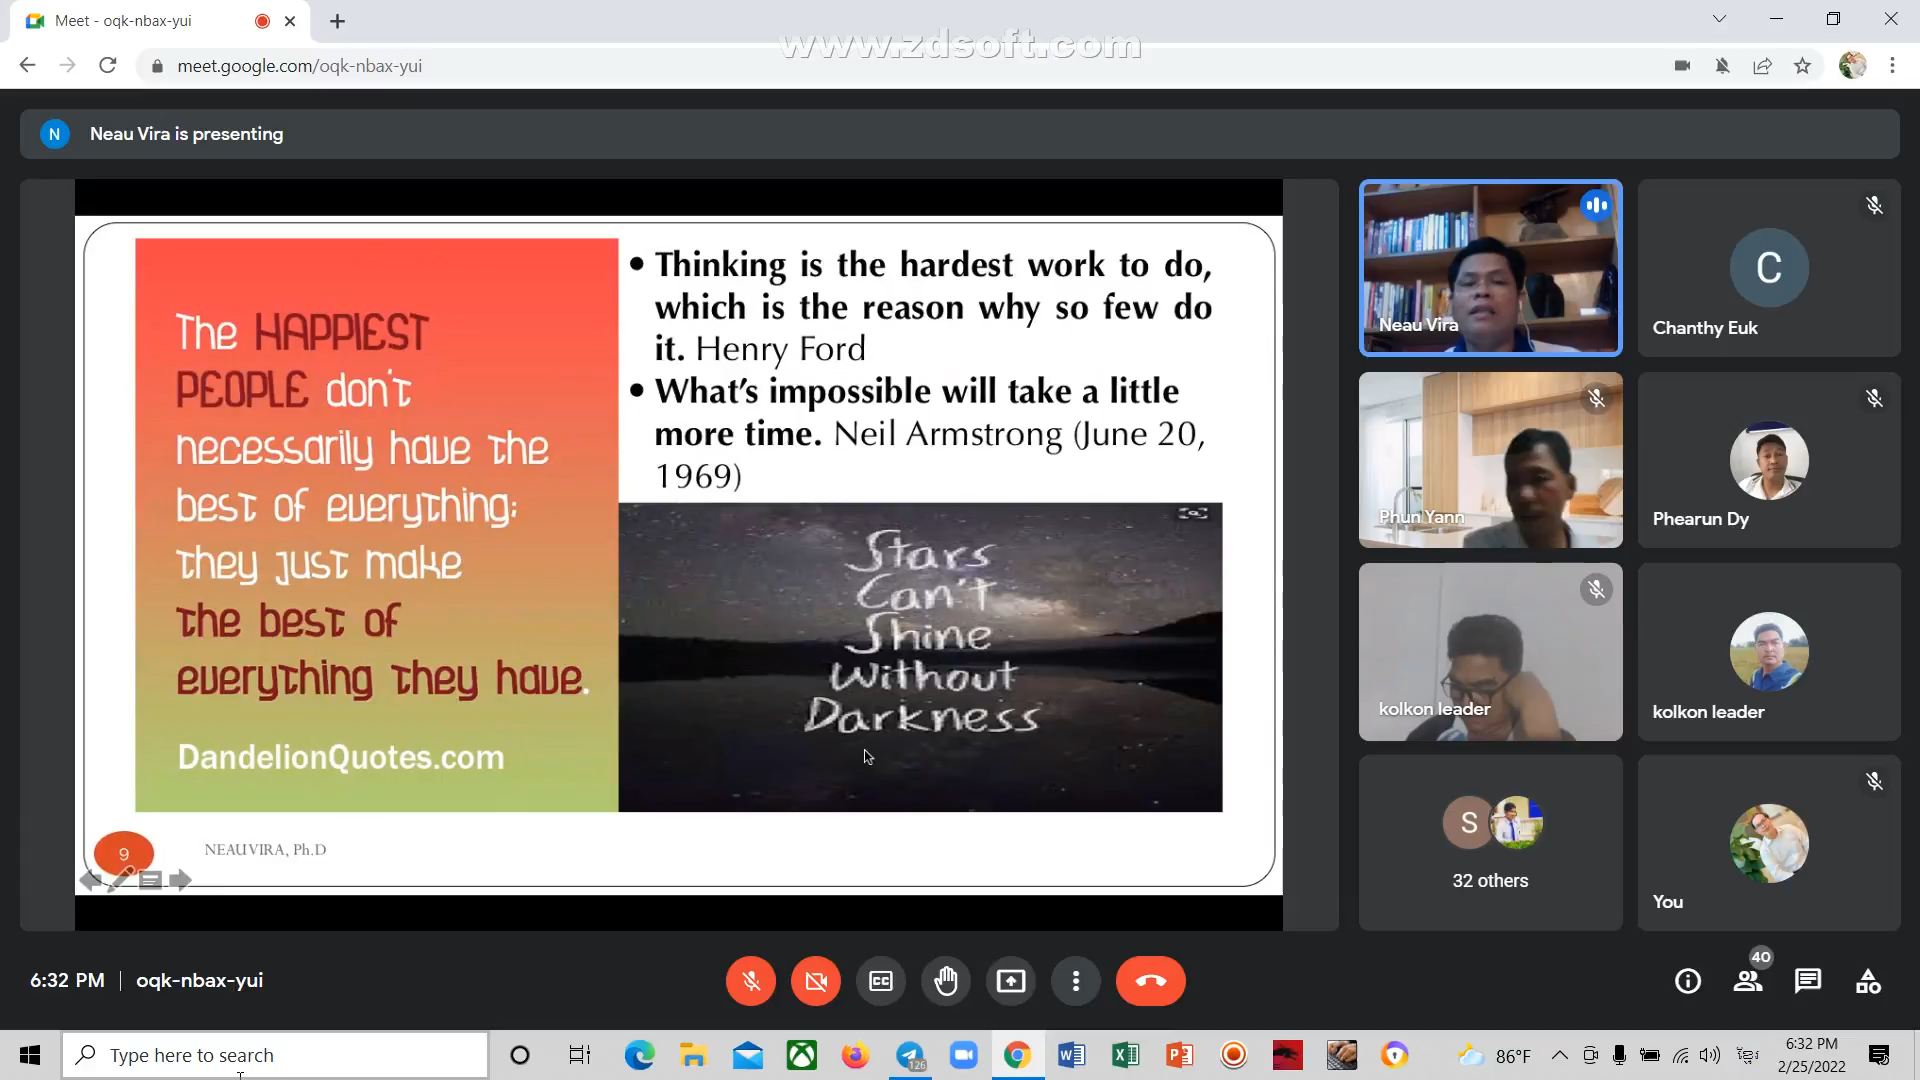 Meet - oqk-nbax-yui
www.zdsoft.com
meet.google.com/oqk-nbax-yui
N
Neau Vira is presenting
The HAPPIEST
PEOPLE don't
necessarily have the
best of everything;
they just make
the best of
everything they have.
DandelionQuotes.com
• Thinking is the hardest work to do,
which is the reason why so few do
it. Henry Ford
• What's impossible will take a little
more time. Neil Armstrong (June 20,
1969)
Stars
Can't
Shine
Without
Darkness
9
NEAUVIRA, Ph.D
Neau Vira
C
Chanthy Euk
Phun Yann
Phearun Dy
kolkon leader
kolkon leader
S
32 others
You
6:32 PM
oqk-nbax-yui
40
Type here to search
126
86°F
ខ្មែរ
6:32 PM
2/25/2022